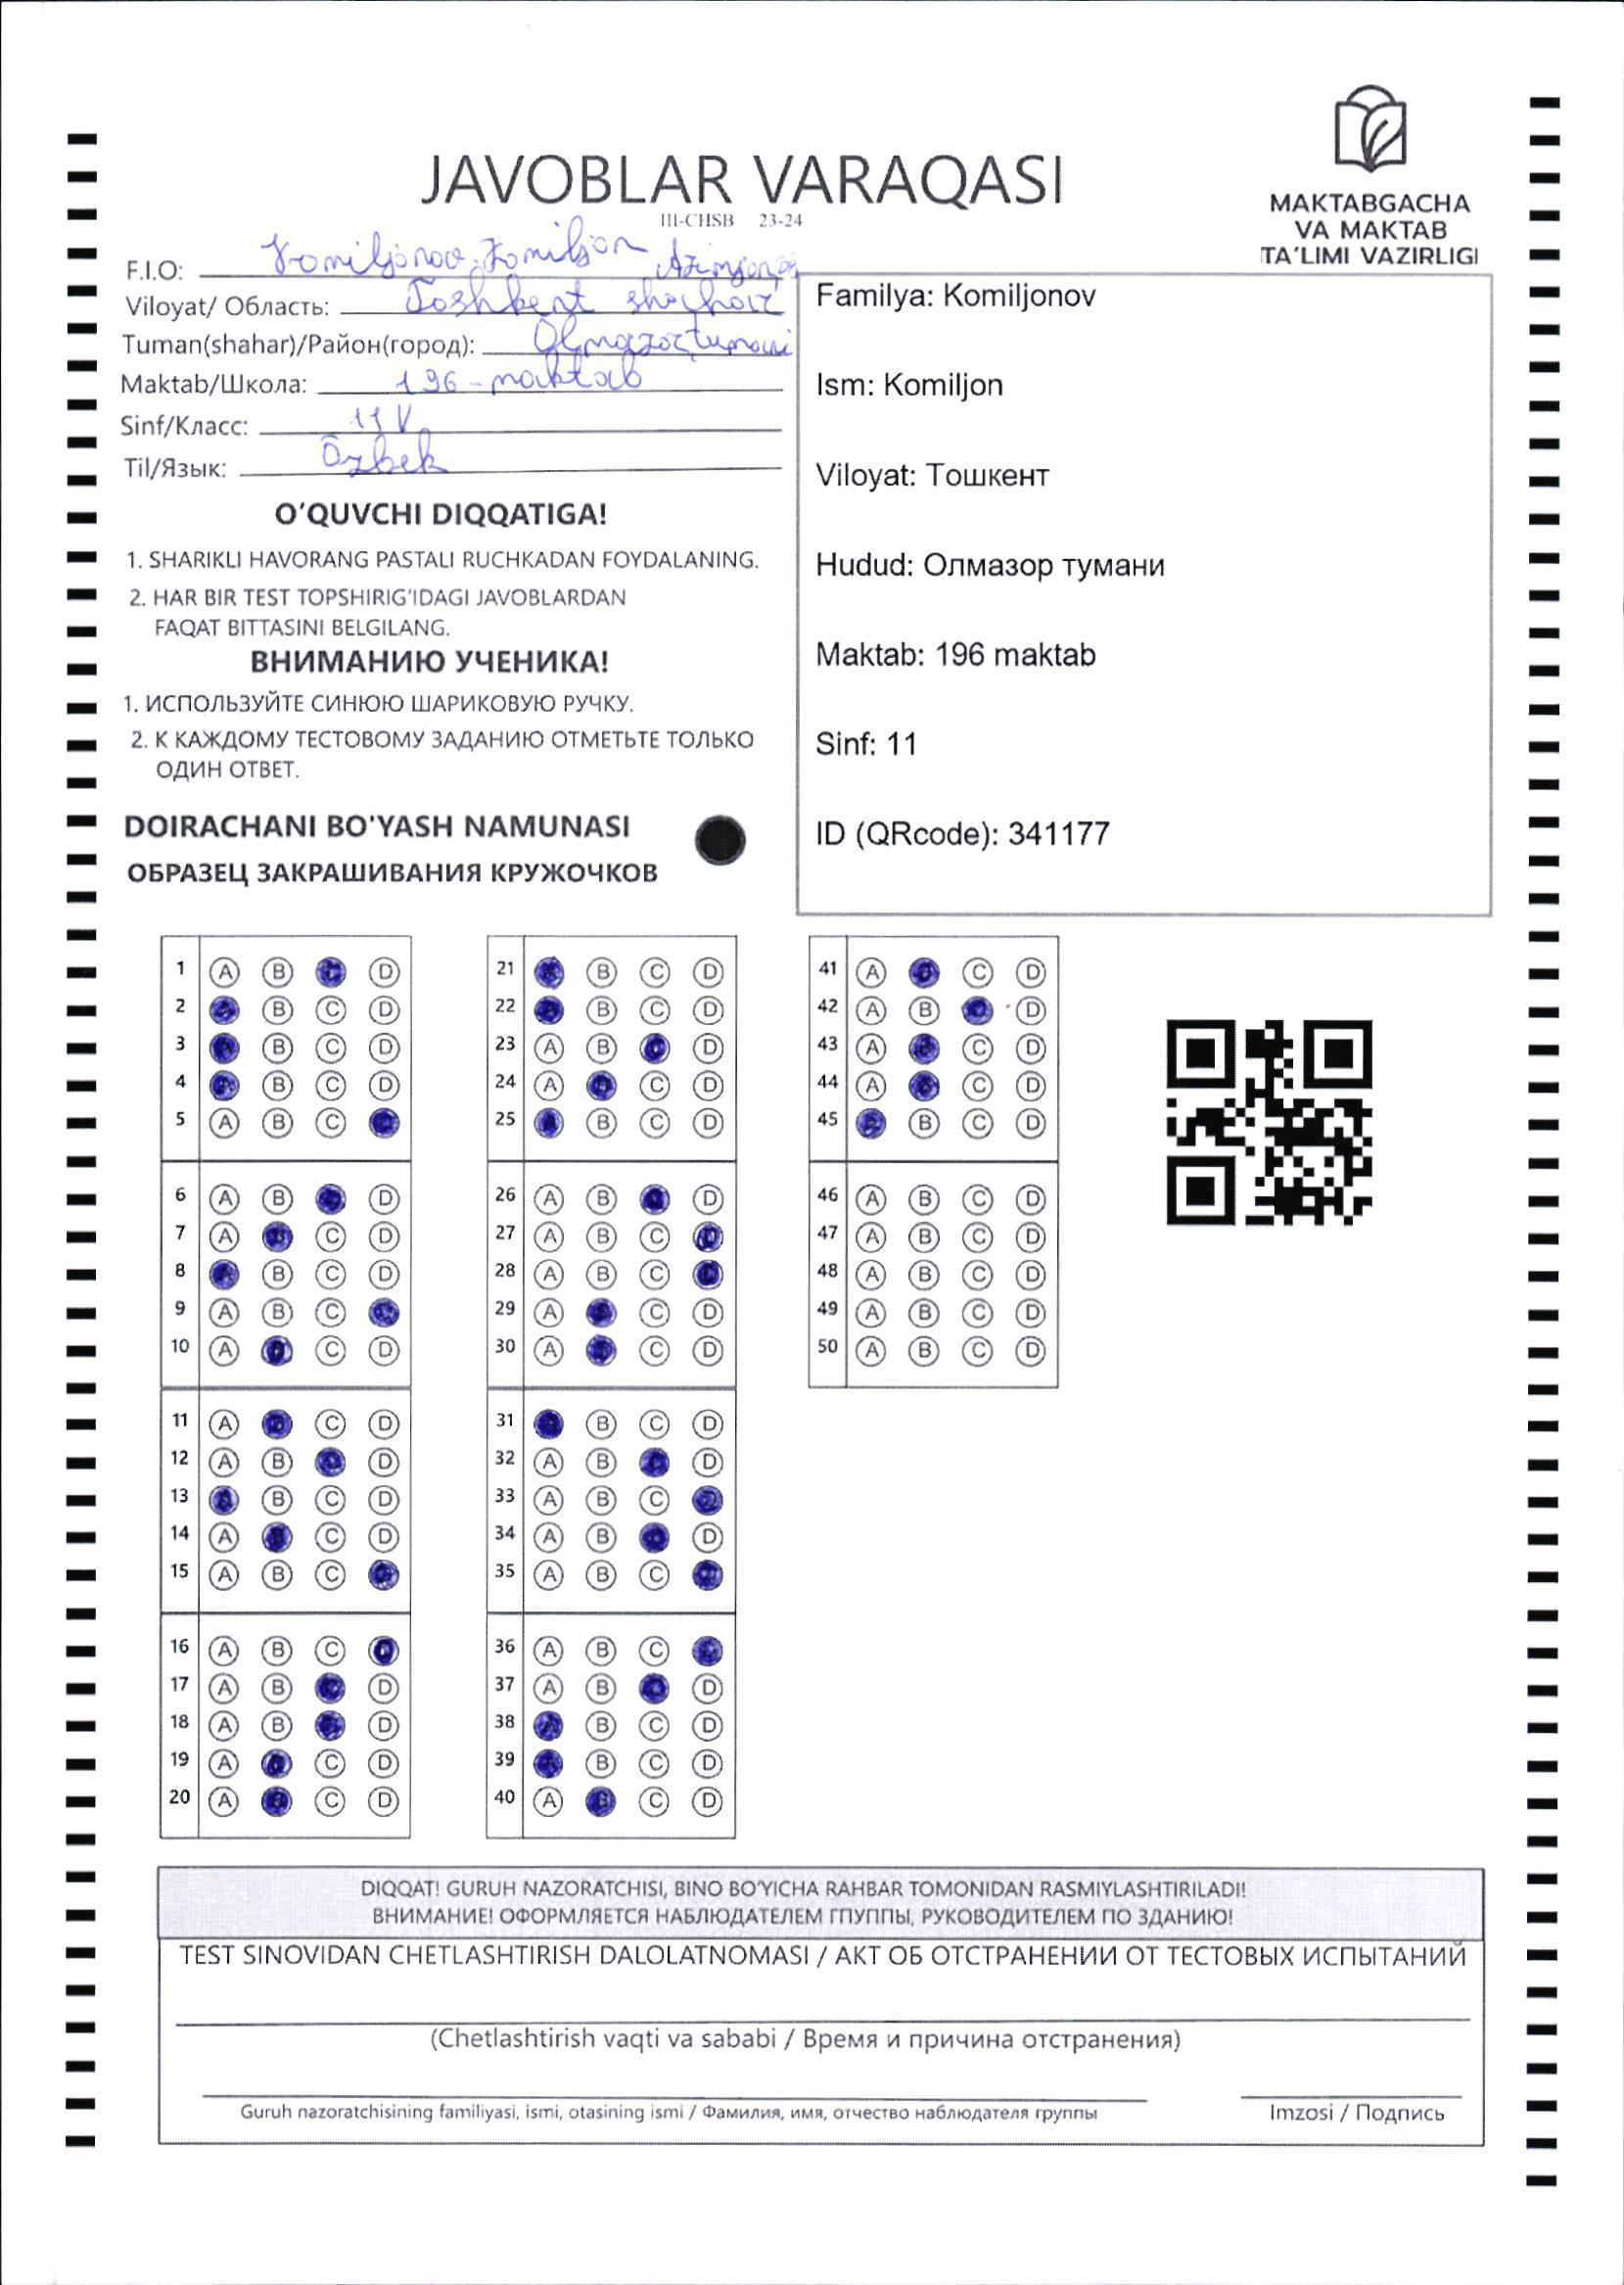 JAVOBLAR VARAQASI
III-CHSB 23-24
MAKTABGACHA
VA MAKTAB
TA'LIMI VAZIRLIGI
F.I.O: Komiljonov Komiljon
Viloyat/ Область: Toshkent shahar
Tuman(shahar)/Район(город): Olmazor tumani
Maktab/Школа: 196-maktab
Sinf/Класс: 11 V
Til/Язык: Ozbek
O'QUVCHI DIQQATIGA!
1. SHARIKLI HAVORANG PASTALI RUCHKADAN FOYDALANING.
2. HAR BIR TEST TOPSHIRIG'IDAGI JAVOBLARDAN
FAQAT BITTASINI BELGILANG.
ВНИМАНИЮ УЧЕНИКА!
1. ИСПОЛЬЗУЙТЕ СИНЮЮ ШАРИКОВУЮ РУЧКУ.
2. К КАЖДОМУ ТЕСТОВОМУ ЗАДАНИЮ ОТМЕТЬТЕ ТОЛЬКО
ОДИН ОТВЕТ.
DOIRACHANI BO'YASH NAMUNASI
ОБРАЗЕЦ ЗАКРАШИВАНИЯ КРУЖОЧКОВ
Familya: Komiljonov
Ism: Komiljon
Viloyat: Тошкент
Hudud: Олмазор тумани
Maktab: 196 maktab
Sinf: 11
ID (QRcode): 341177
1 A B D
2 B C D
3 B C D
4 B C D
5 A B C
6 A B D
7 A B C D
8 B C D
9 A B C
10 A C D
11 A C D
12 A B D
13 B C D
14 A C D
15 A B C
16 A B C
17 A B D
18 A B D
19 A C D
20 A C D
21 B C D
22 B C D
23 A B D
24 A C D
25 B C D
26 A B D
27 A B C
28 A B C
29 A C D
30 A C D
31 B C D
32 A B D
33 A B C
34 A B D
35 A B C
36 A B C
37 A B D
38 B C D
39 B C D
40 A B C D
41 A C D
42 A B D
43 A C D
44 A C D
45 B C D
46 A B C D
47 A B C D
48 A B C D
49 A B C D
50 A B C D
DIQQAT! GURUH NAZORATCHISI, BINO BO'YICHA RAHBAR TOMONIDAN RASMIYLASHTIRILADI!
ВНИМАНИЕ! ОФОРМЛЯЕТСЯ НАБЛЮДАТЕЛЕМ ГПУППЫ, РУКОВОДИТЕЛЕМ ПО ЗДАНИЮ!
TEST SINOVIDAN CHETLASHTIRISH DALOLATNOMASI / АКТ ОБ ОТСТРАНЕНИИ ОТ ТЕСТОВЫХ ИСПЫТАНИЙ
(Chetlashtirish vaqti va sababi / Время и причина отстранения)
Guruh nazoratchisining familiyasi, ismi, otasining ismi / Фамилия, имя, отчество наблюдателя группы
Imzosi / Подпись